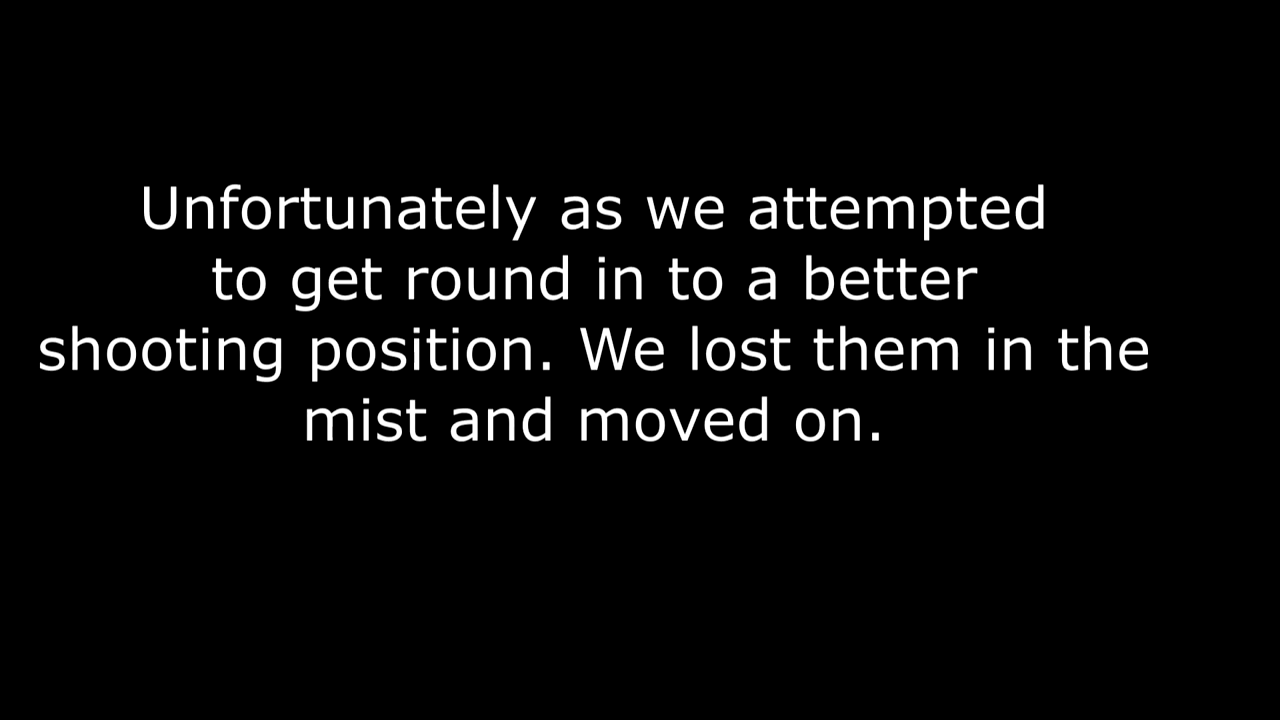 Unfortunately as we attempted
to get round in to a better
shooting position. We lost them in the
mist and moved on.